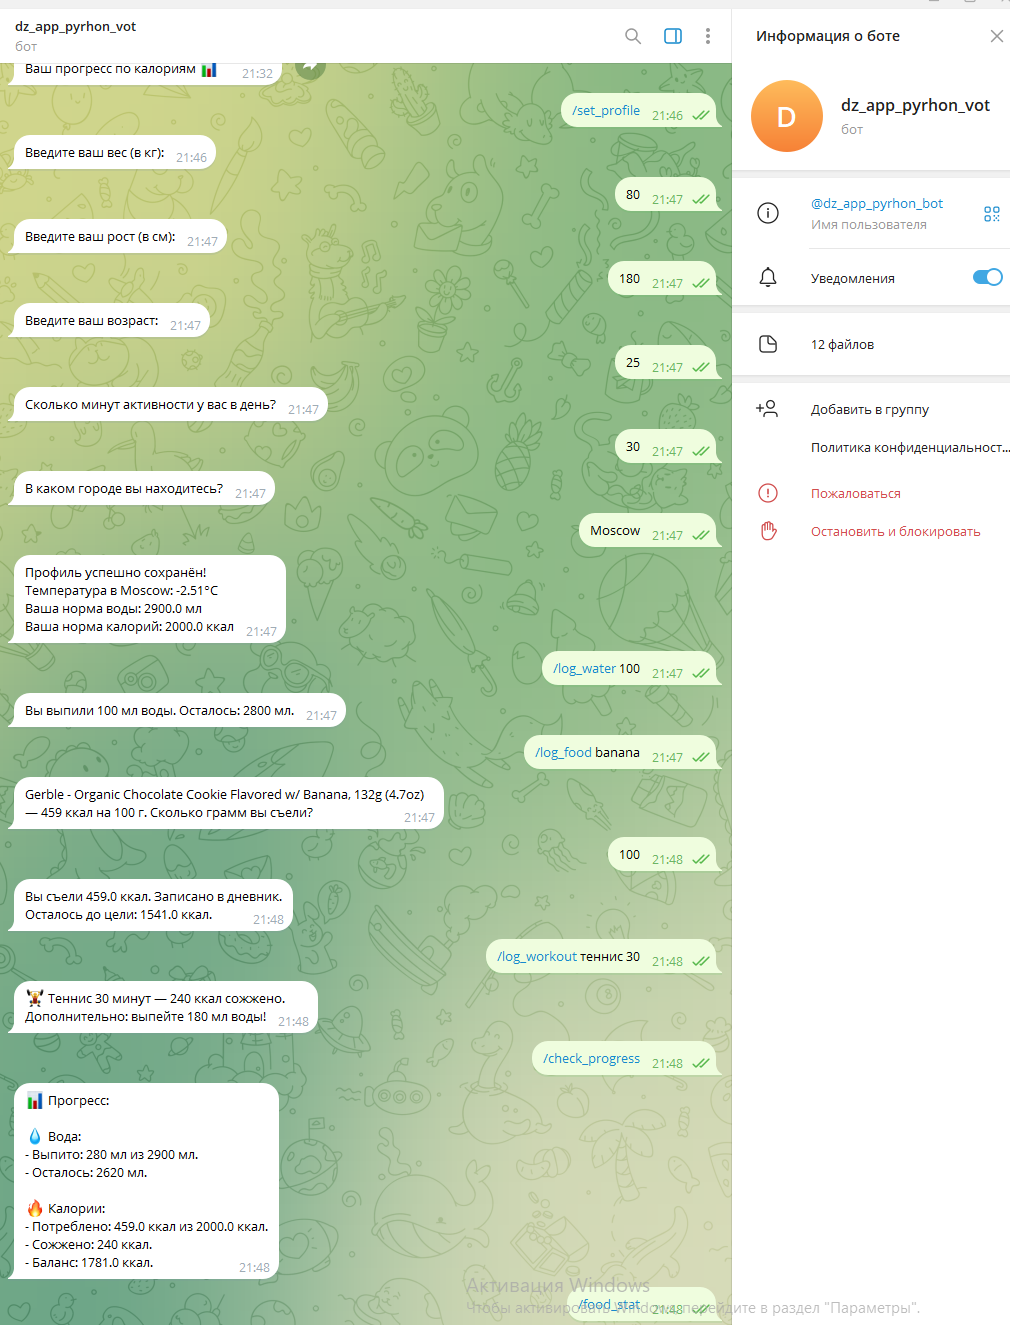 dz_app_pyrhon_vot
бот
Ваш прогресс по калориям 21:32
/set_profile 21:46
Введите ваш вес (в кг): 21:46
80 21:47
Введите ваш рост (в см): 21:47
180 21:47
Введите ваш возраст: 21:47
25 21:47
Сколько минут активности у вас в день? 21:47
30 21:47
В каком городе вы находитесь? 21:47
Moscow 21:47
Профиль успешно сохранён!
Температура в Moscow: -2.51°C
Ваша норма воды: 2900.0 мл
Ваша норма калорий: 2000.0 ккал 21:47
/log_water 100 21:47
Вы выпили 100 мл воды. Осталось: 2800 мл. 21:47
/log_food banana 21:47
Gerble - Organic Chocolate Cookie Flavored w/ Banana, 132g (4.7oz)
— 459 ккал на 100 г. Сколько грамм вы съели? 21:47
100 21:48
Вы съели 459.0 ккал. Записано в дневник.
Осталось до цели: 1541.0 ккал. 21:48
/log_workout теннис 30 21:48
Теннис 30 минут — 240 ккал сожжено.
Дополнительно: выпейте 180 мл воды! 21:48
/check_progress 21:48
Прогресс:
Вода:
- Выпито: 280 мл из 2900 мл.
- Осталось: 2620 мл.
Калории:
- Потреблено: 459.0 ккал из 2000.0 ккал.
- Сожжено: 240 ккал.
- Баланс: 1781.0 ккал. 21:48
/food_stat 21:48
Информация о боте
D
dz_app_pyrhon_vot
бот
@dz_app_pyrhon_bot
Имя пользователя
Уведомления
12 файлов
Добавить в группу
Политика конфиденциальност...
Пожаловаться
Остановить и блокировать
Активация Windows
Чтобы активировать Windows, перейдите в раздел "Параметры".